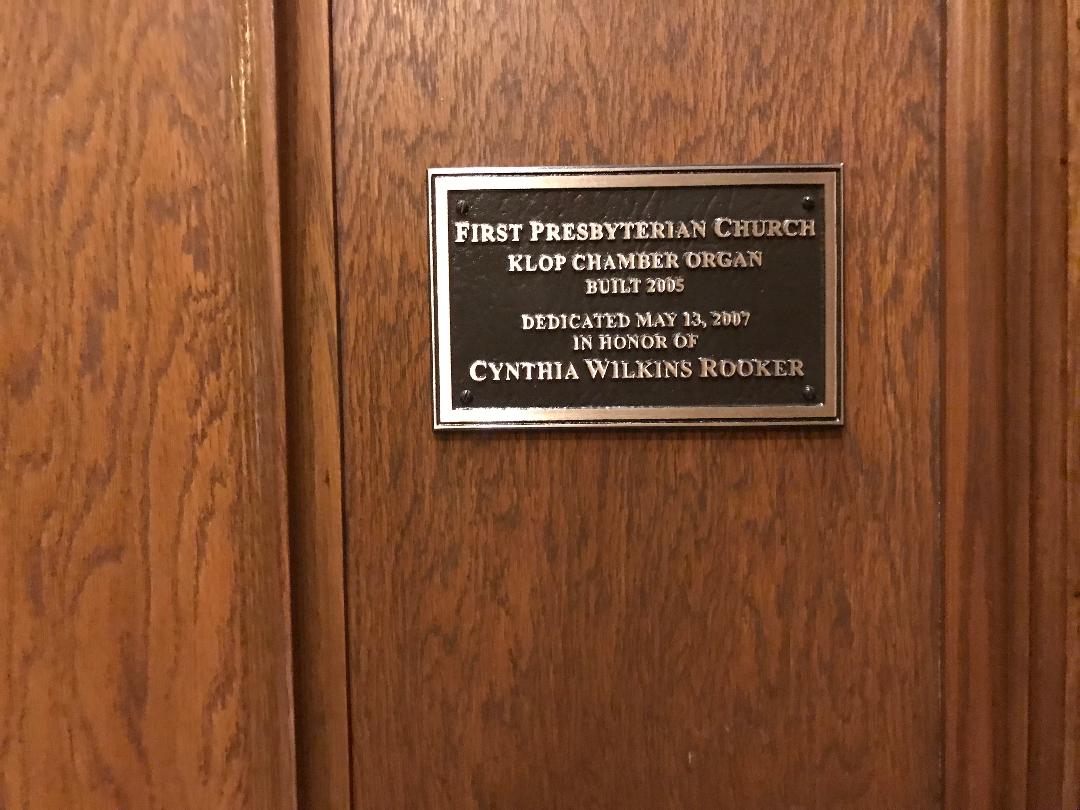 FIRST PRESBYTERIAN CHURCH
KLOP CHAMBER ORGAN
BUILT 2005
DEDICATED MAY 13, 2007
IN HONOR OF
CYNTHIA WILKINS ROOKER